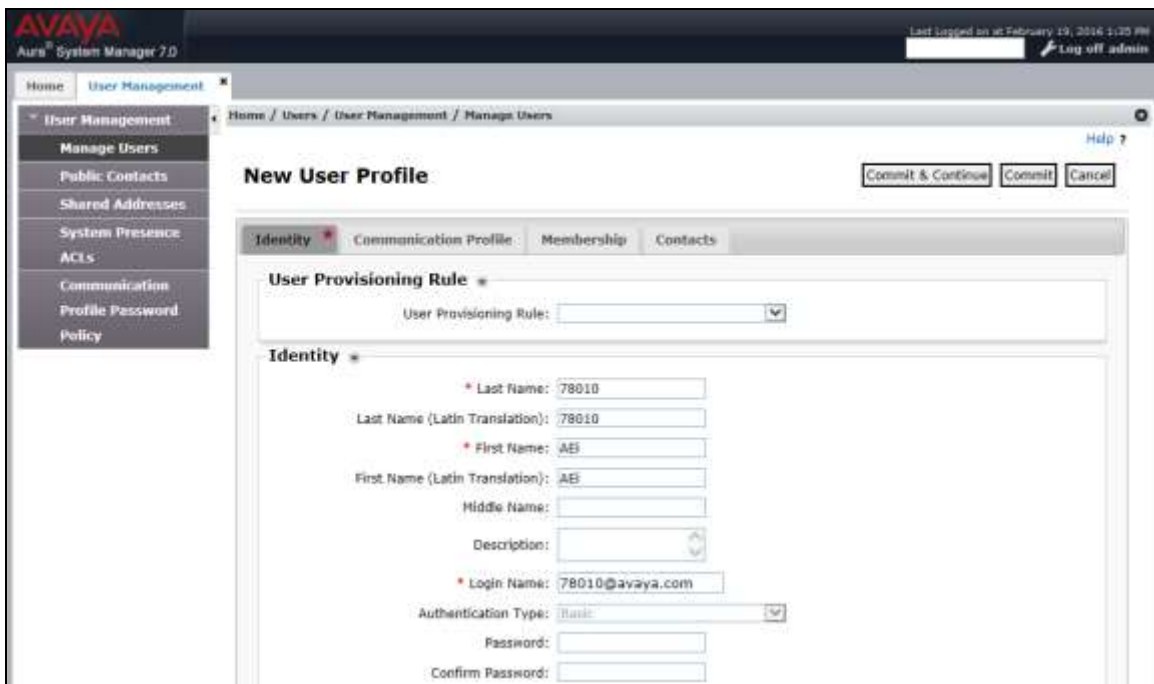 AVAYA
Aura® System Manager 7.0
Last Logged on at February 19, 2016 1:35 PM
Log off admin
Home
User Management
User Management
Manage Users
Public Contacts
Shared Addresses
System Presence
ACLs
Communication
Profile Password
Policy
Home / Users / User Management / Manage Users
Help ?
New User Profile
Commit & Continue
Commit
Cancel
Identity *
Communication Profile
Membership
Contacts
User Provisioning Rule
User Provisioning Rule:
Identity
* Last Name: 78010
Last Name (Latin Translation): 78010
* First Name: AEi
First Name (Latin Translation): AEi
Middle Name:
Description:
* Login Name: 78010@avaya.com
Authentication Type: Basic
Password:
Confirm Password: